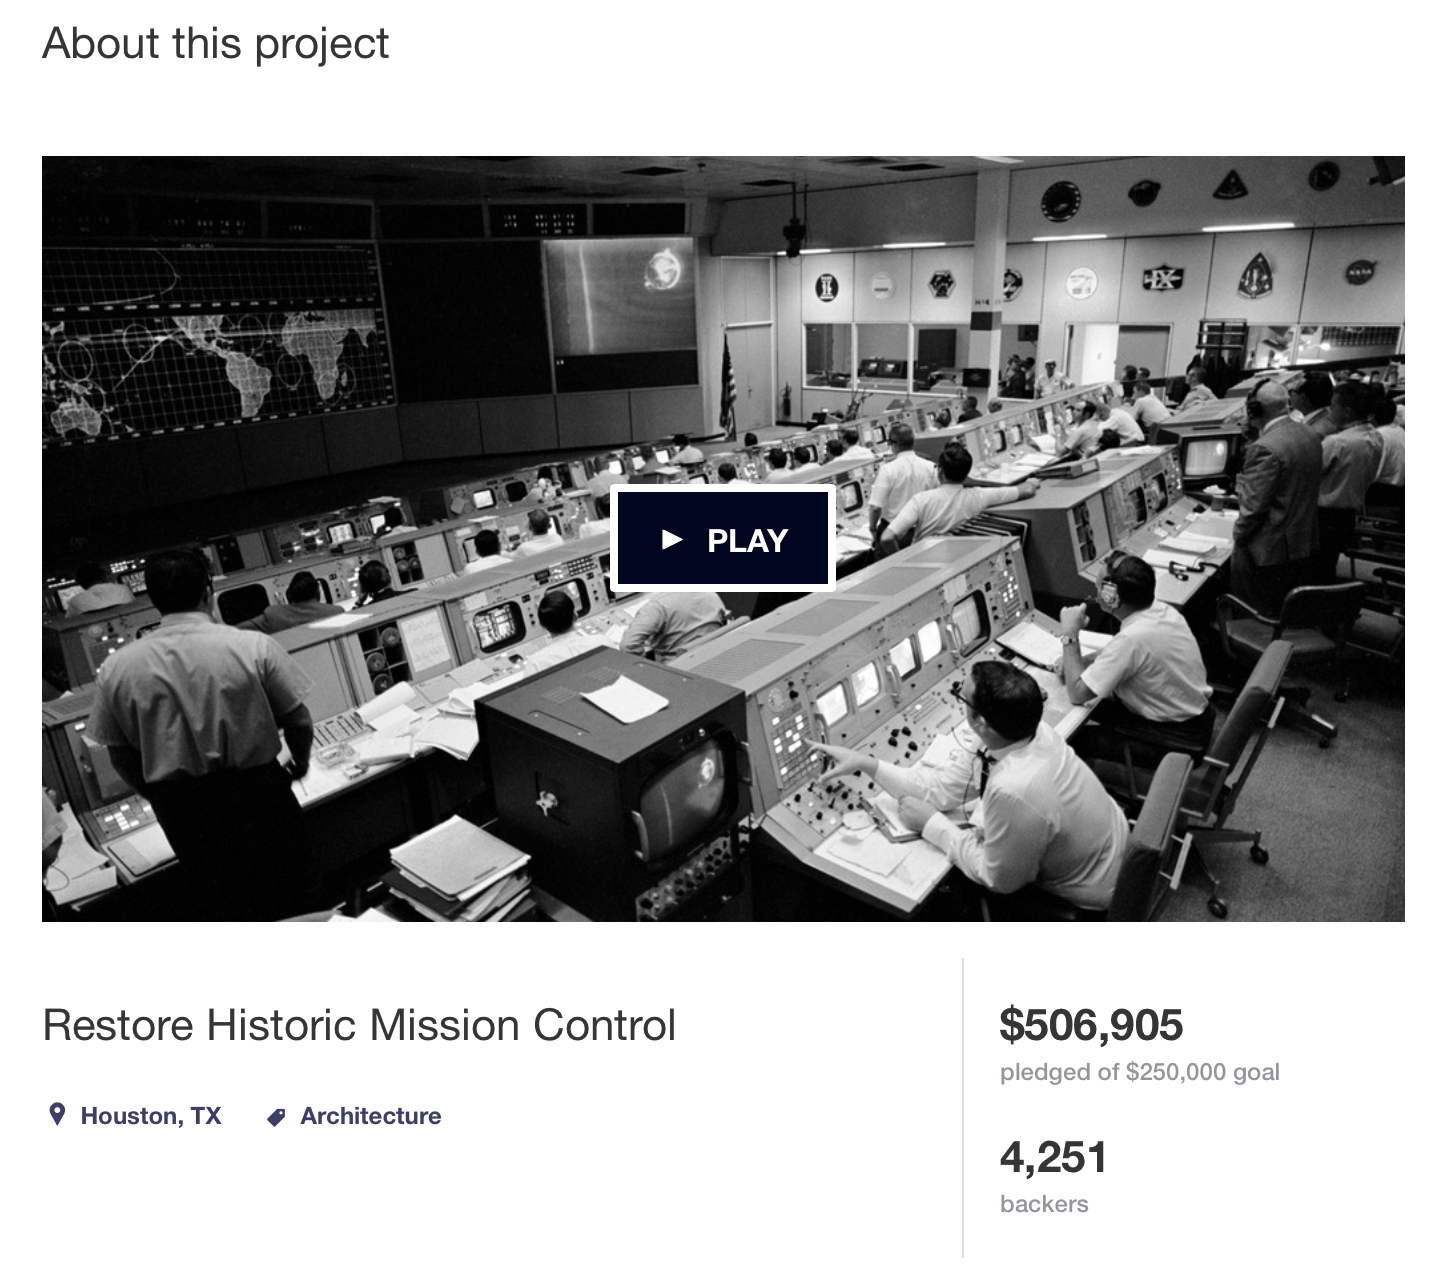 About this project
PLAY
Restore Historic Mission Control
Houston, TX
Architecture
$506,905
pledged of $250,000 goal
4,251
backers